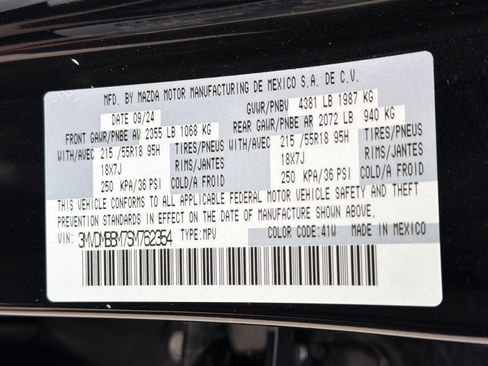 MFD. BY MAZDA MOTOR MANUFACTURING DE MEXICO S.A. DE C.V.
DATE 09/24 GVWR/PNBV 4381 LB 1987 KG
FRONT GAWR/PNBE AV 2355 LB 1068 KG REAR GAWR/PNBE AR 2072 LB 940 KG
WITH/AVEC 215 /55R18 95H TIRES/PNEUS WITH/AVEC 215 /55R18 95H TIRES/PNEUS
18X7J RIMS/JANTES 18X7J RIMS/JANTES
250 KPA/36 PSI COLD/A FROID 250 KPA/36 PSI COLD/A FROID
THIS VEHICLE CONFORMS TO ALL APPLICABLE FEDERAL MOTOR VEHICLE SAFETY AND THEFT
PREVENTION STANDARDS IN EFFECT ON THE DATE OF MANUFACTURE SHOWN ABOVE.
VIN: 3MVDMBBM7SM762354 TYPE:MPV COLOR CODE:41W MADE IN MEXICO